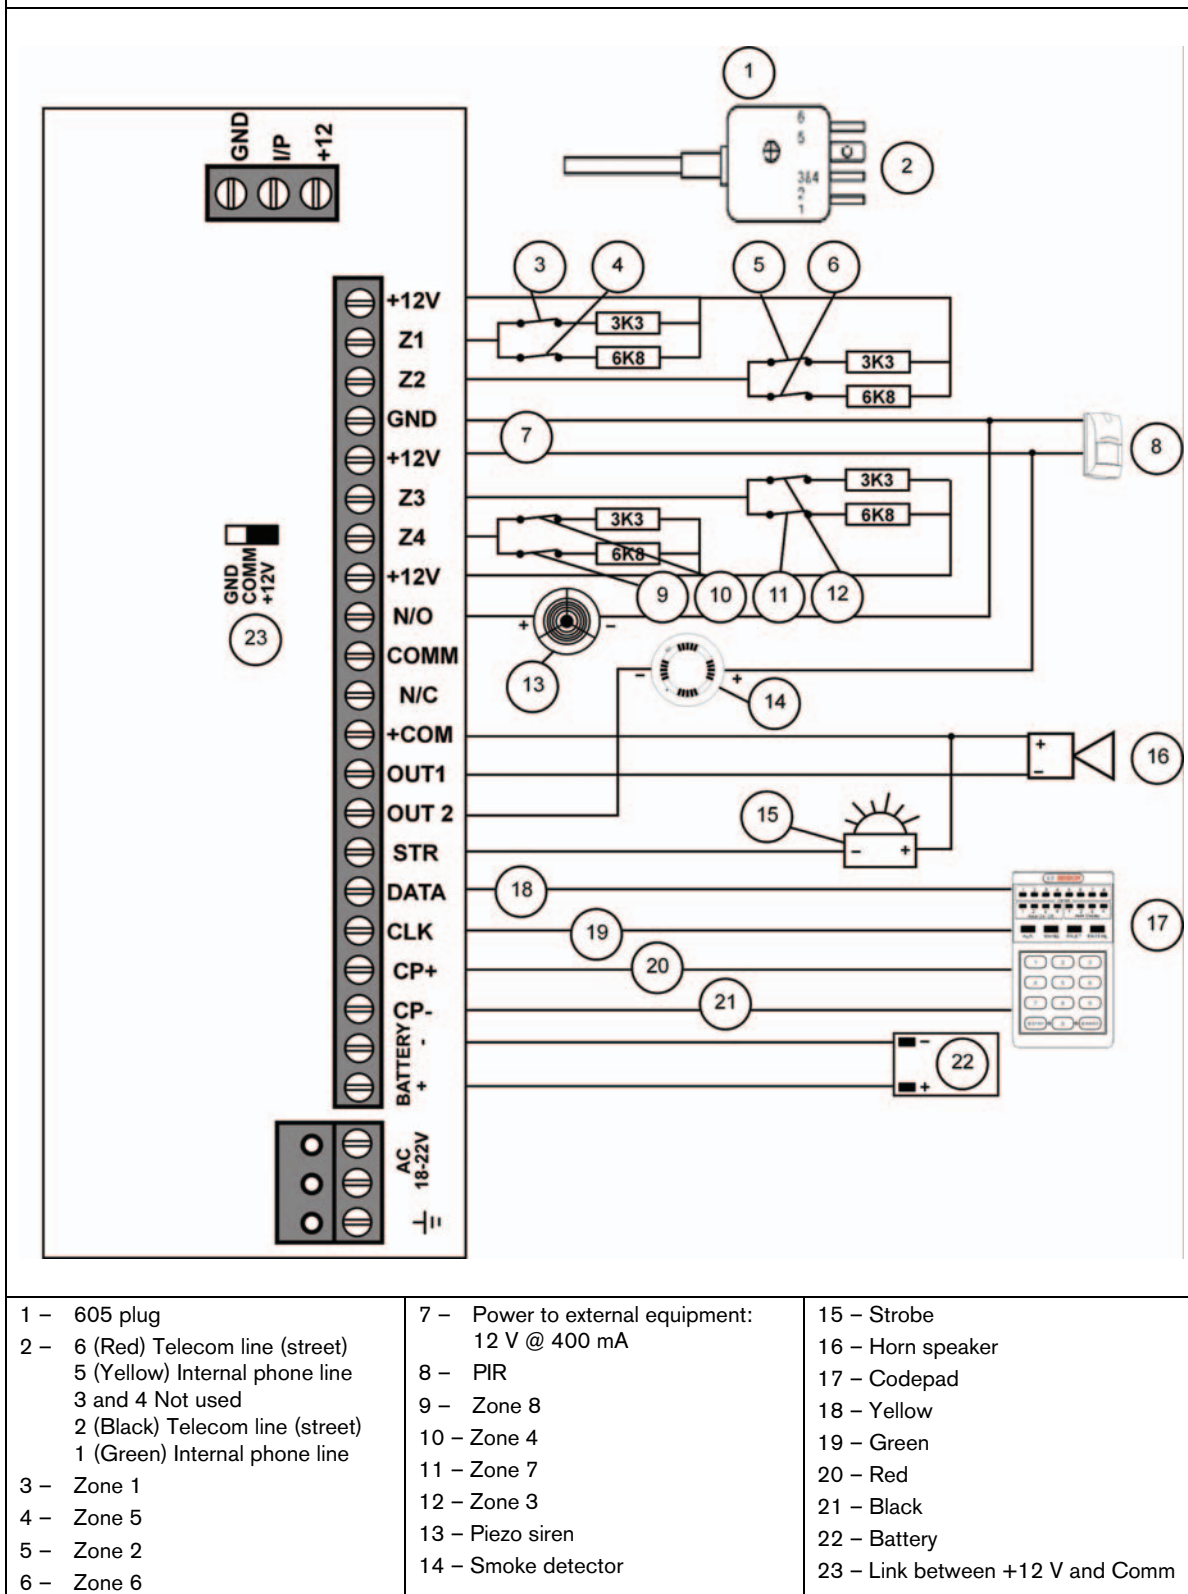 1
6
5
3&4
2
1
2
GND
I/P
+12
3
4
5
6
+12V
3K3
Z1
6K8
3K3
Z2
6K8
GND
7
8
+12V
3K3
Z3
6K8
3K3
Z4
6K8
+12V
GND
COMM
+12V
23
9
10
11
12
N/O
+
−
13
COMM
−
+
14
N/C
+COM
+
−
16
OUT1
OUT 2
15
STR
−
+
DATA
18
17
CLK
19
CP+
20
CP-
21
BATTERY
-
+
−
+
22
AC
18-22V
1 – 605 plug
2 – 6 (Red) Telecom line (street)
5 (Yellow) Internal phone line
3 and 4 Not used
2 (Black) Telecom line (street)
1 (Green) Internal phone line
3 – Zone 1
4 – Zone 5
5 – Zone 2
6 – Zone 6
7 – Power to external equipment:
12 V @ 400 mA
8 – PIR
9 – Zone 8
10 – Zone 4
11 – Zone 7
12 – Zone 3
13 – Piezo siren
14 – Smoke detector
15 – Strobe
16 – Horn speaker
17 – Codepad
18 – Yellow
19 – Green
20 – Red
21 – Black
22 – Battery
23 – Link between +12 V and Comm